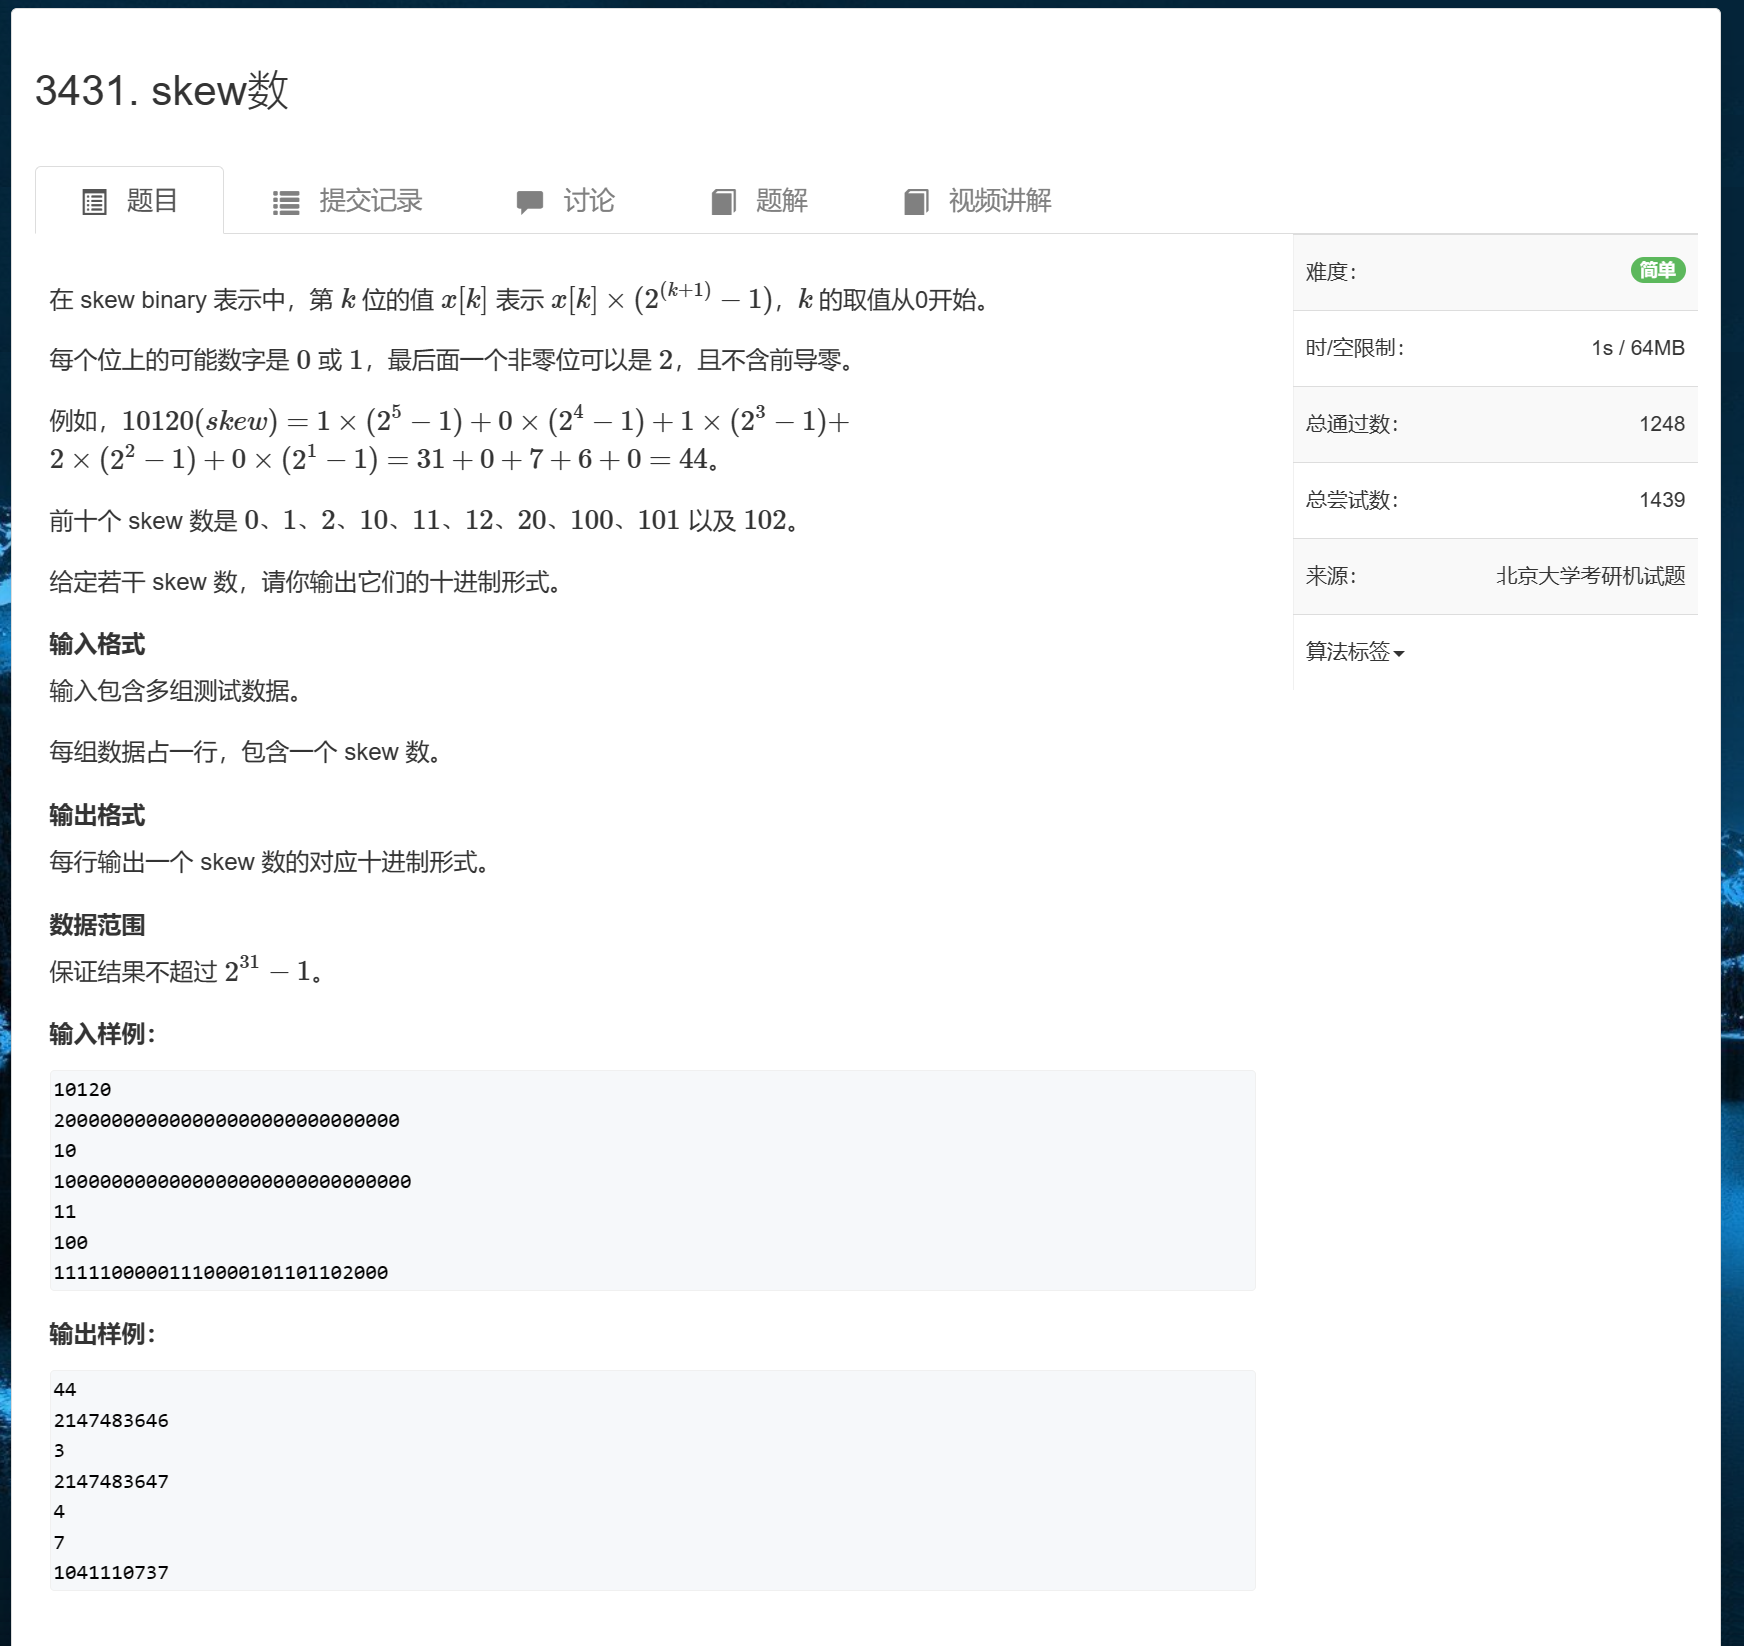 3431. skew数
题目 提交记录 讨论 题解 视频讲解
在 skew binary 表示中，第 k 位的值 x[k] 表示 x[k] × (2^(k+1) − 1)，k 的取值从0开始。
每个位上的可能数字是 0 或 1，最后面一个非零位可以是 2，且不含前导零。
例如，10120(skew) = 1 × (2^5 − 1) + 0 × (2^4 − 1) + 1 × (2^3 − 1)+
2 × (2^2 − 1) + 0 × (2^1 − 1) = 31 + 0 + 7 + 6 + 0 = 44。
前十个 skew 数是 0、1、2、10、11、12、20、100、101 以及 102。
给定若干 skew 数，请你输出它们的十进制形式。
输入格式
输入包含多组测试数据。
每组数据占一行，包含一个 skew 数。
输出格式
每行输出一个 skew 数的对应十进制形式。
数据范围
保证结果不超过 2^31 − 1。
输入样例：
10120
200000000000000000000000000000
10
1000000000000000000000000000000
11
100
11111000001110000101101102000
输出样例：
44
2147483646
3
2147483647
4
7
1041110737
难度： 简单
时/空限制： 1s / 64MB
总通过数： 1248
总尝试数： 1439
来源： 北京大学考研机试题
算法标签